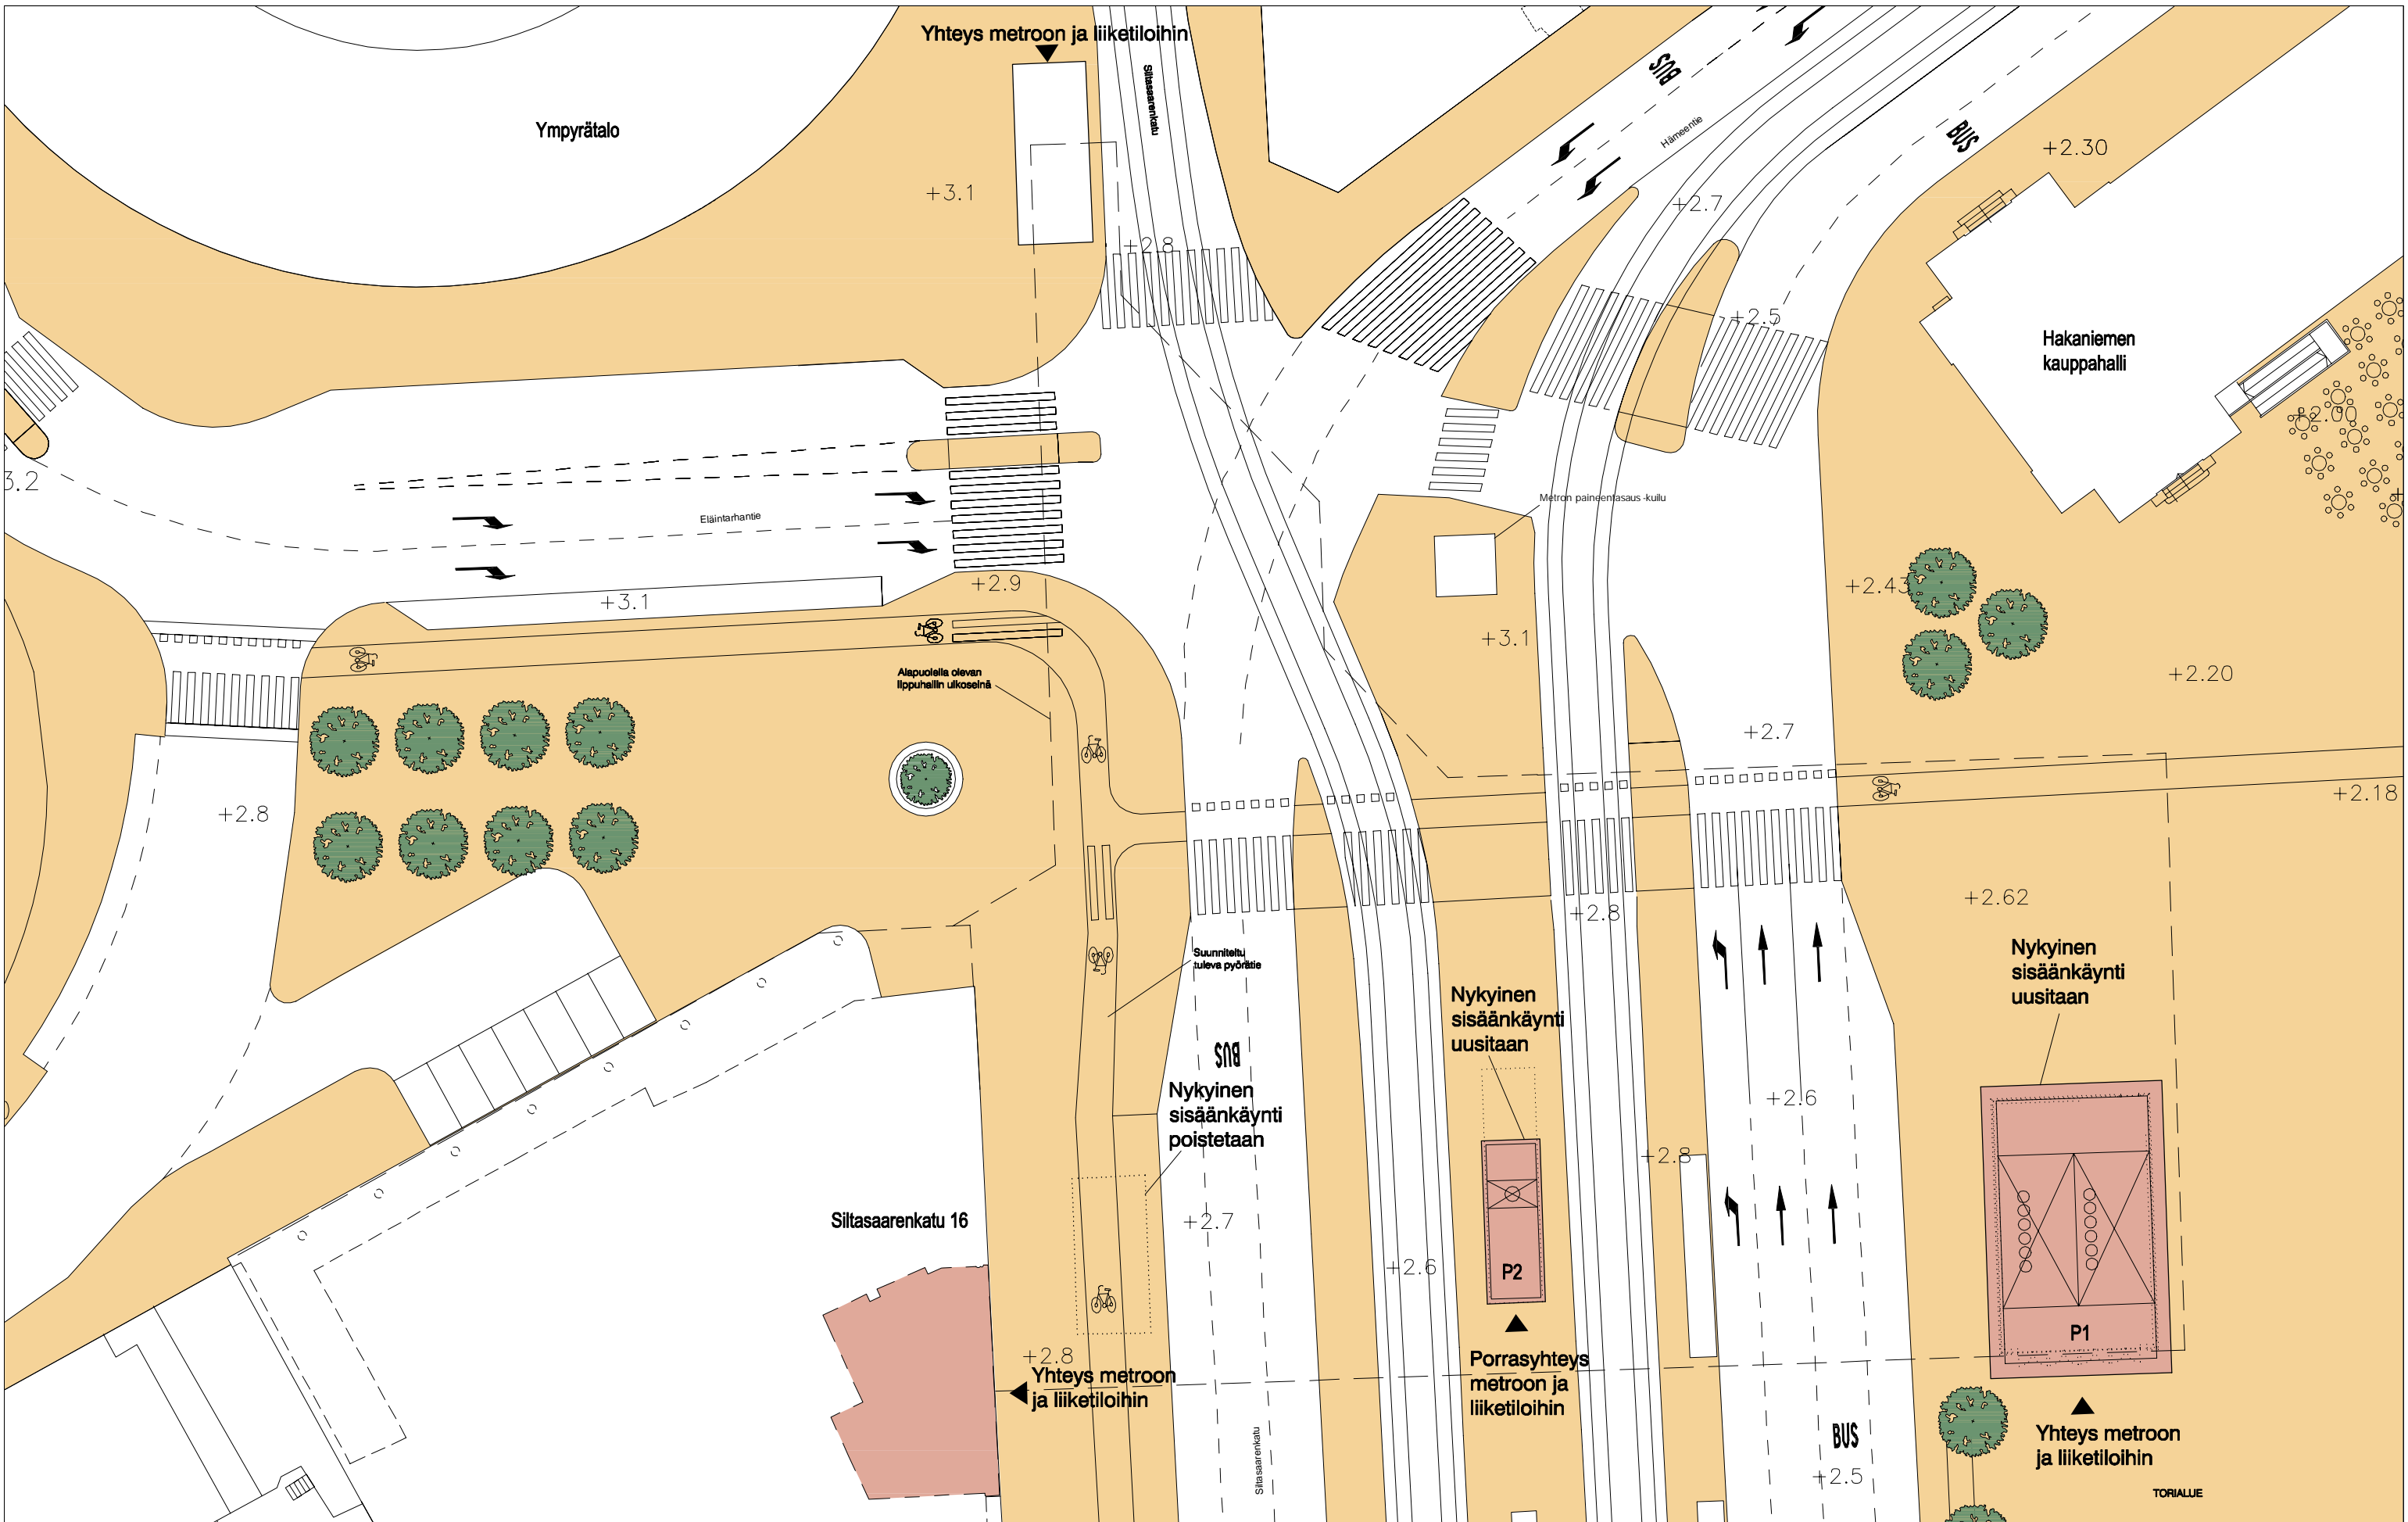 Yhteys metroon ja liiketiloihin
Siltasaarenkatu
BUS
Ympyrätalo
Hämeentie
BUS
+2.30
+3.1
+2.7
+2.8
+2.5
Hakaniemen
kauppahalli
+2.00
3.2
Metron paineentasaus -kuilu
Eläintarhantie
+2.9
+3.1
+2.43
+3.1
Alapuolella olevan
lippuhallin ulkoseinä
+2.20
+2.7
+2.8
+2.18
+2.62
+2.8
Suunniteltu
tuleva pyörätie
Nykyinen
sisäänkäynti
uusitaan
Nykyinen
sisäänkäynti
uusitaan
BUS
Nykyinen
sisäänkäynti
poistetaan
+2.6
+2.8
Siltasaarenkatu 16
+2.7
+2.6
P2
P1
+2.8
Yhteys metroon
ja liiketiloihin
Porrasyhteys
metroon ja
liiketiloihin
Siltasaarenkatu
BUS
Yhteys metroon
ja liiketiloihin
+2.5
TORIALUE